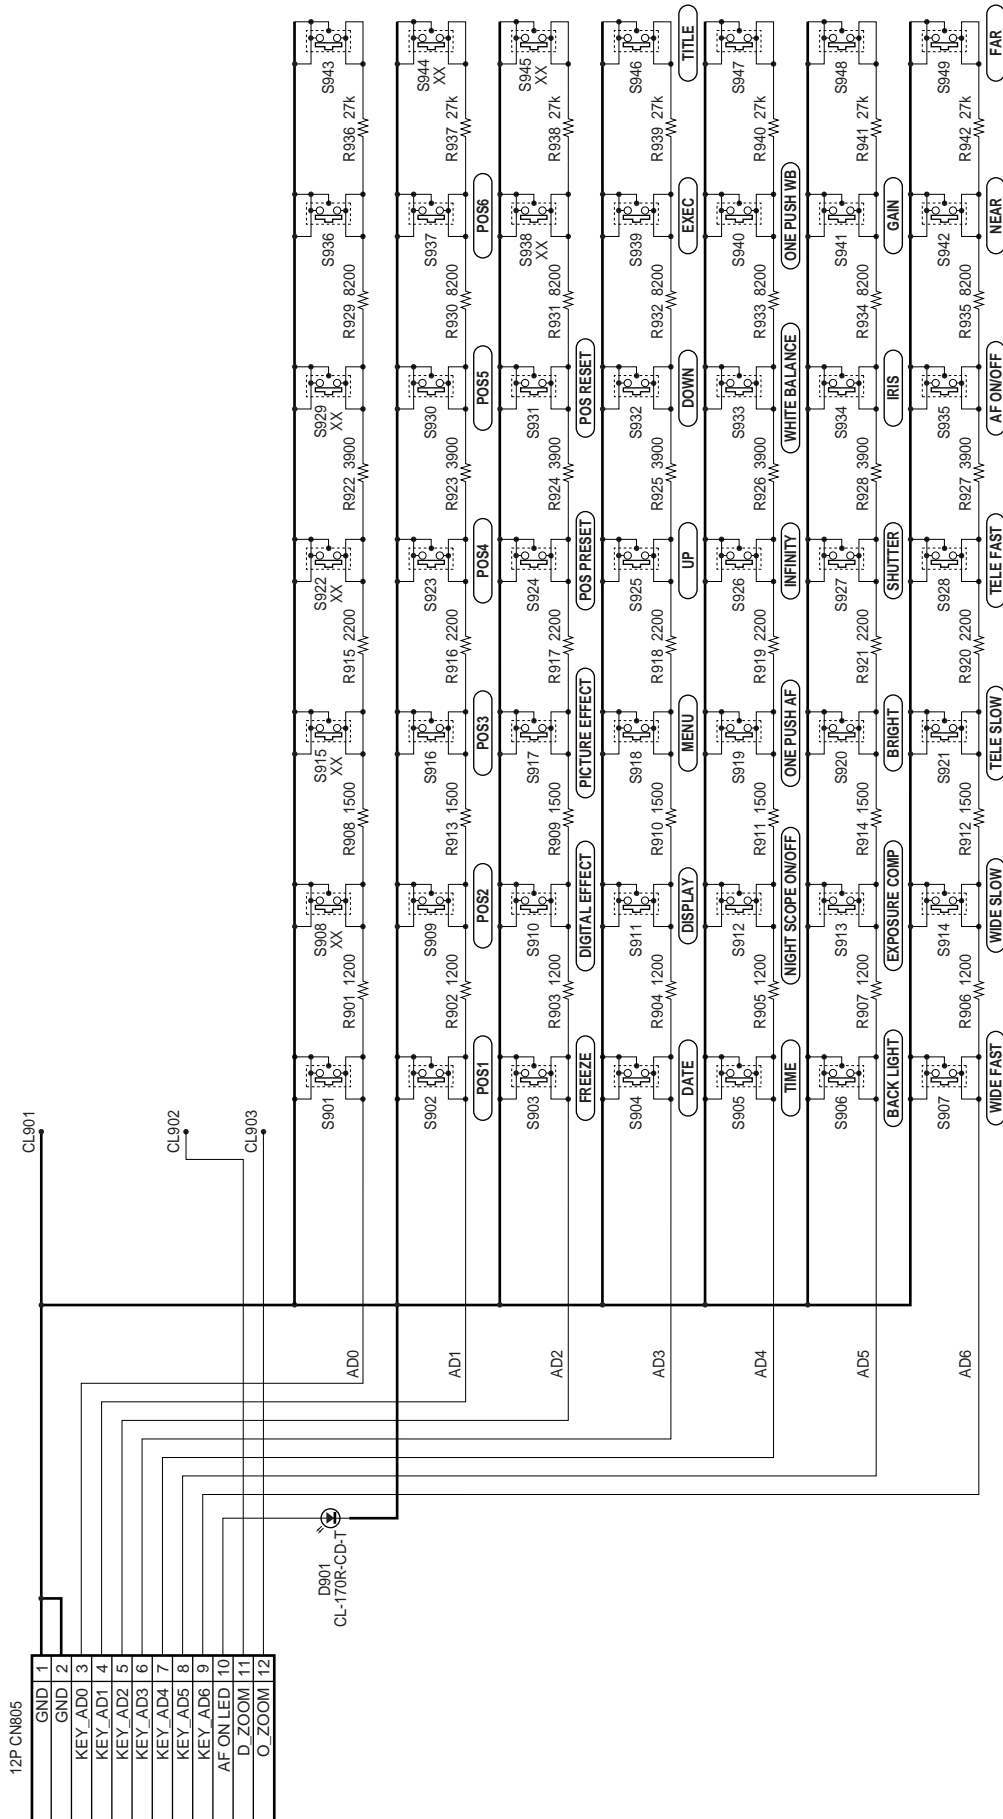 12P CN805
GND 1
GND 2
KEY_AD0 3
KEY_AD1 4
KEY_AD2 5
KEY_AD3 6
KEY_AD4 7
KEY_AD5 8
KEY_AD6 9
AF ON LED 10
D_ZOOM 11
O_ZOOM 12
D901
CL-170R-CD-T
CL901
CL902
CL903
AD0
S901
R901 1200
S908
XX
R908 1500
S915
XX
R915 2200
S922
XX
R922 3900
S929
XX
R929 8200
S936
R936 27k
S943
AD1
S902
POS1
R902 1200
S909
POS2
R913 1500
S916
POS3
R916 2200
S923
POS4
R923 3900
S930
POS5
R930 8200
S937
POS6
R937 27k
S944
XX
AD2
S903
FREEZE
R903 1200
S910
DIGITAL EFFECT
R909 1500
S917
PICTURE EFFECT
R917 2200
S924
POS PRESET
R924 3900
S931
POS RESET
R931 8200
S938
XX
R938 27k
S945
XX
AD3
S904
DATE
R904 1200
S911
DISPLAY
R910 1500
S918
MENU
R918 2200
S925
UP
R925 3900
S932
DOWN
R932 8200
S939
EXEC
R939 27k
S946
TITLE
AD4
S905
TIME
R905 1200
S912
NIGHT SCOPE ON/OFF
R911 1500
S919
ONE PUSH AF
R919 2200
S926
INFINITY
R926 3900
S933
WHITE BALANCE
R933 8200
S940
ONE PUSH WB
R940 27k
S947
AD5
S906
BACK LIGHT
R907 1200
S913
EXPOSURE COMP
R914 1500
S920
BRIGHT
R921 2200
S927
SHUTTER
R928 3900
S934
IRIS
R934 8200
S941
GAIN
R941 27k
S948
AD6
S907
WIDE FAST
R906 1200
S914
WIDE SLOW
R912 1500
S921
TELE SLOW
R920 2200
S928
TELE FAST
R927 3900
S935
AF ON/OFF
R935 8200
S942
NEAR
R942 27k
S949
FAR